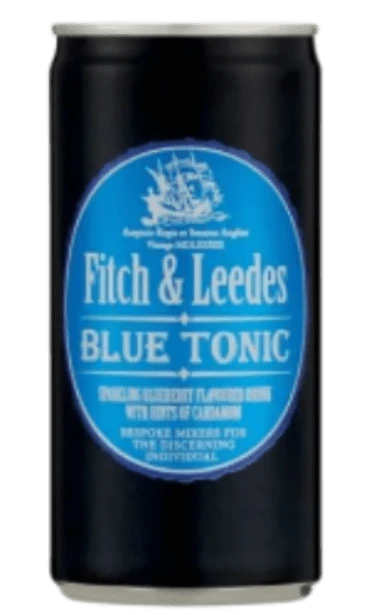 Fitch & Leedes
BLUE TONIC
SPARKLING BLUEBERRY FLAVOURED DRINK
WITH HINTS OF CARDAMOM
BESPOKE MIXERS FOR
THE DISCERNING
INDIVIDUAL